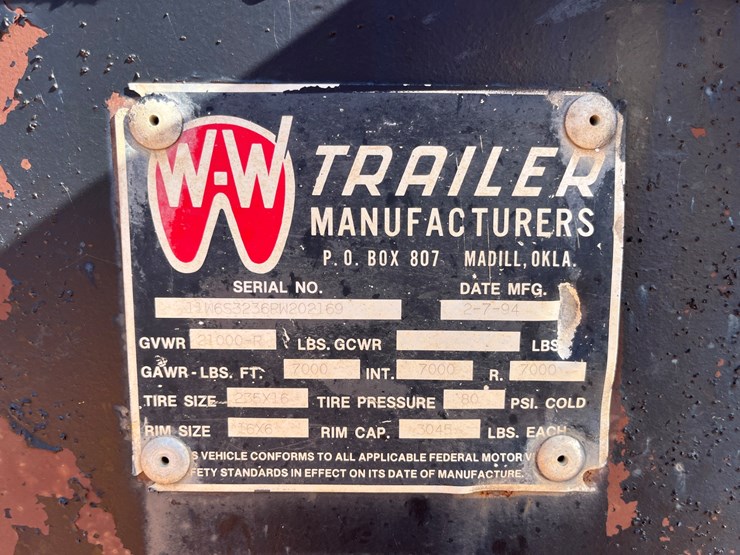 W-W TRAILER
MANUFACTURERS
P. O. BOX 807 MADILL, OKLA.
SERIAL NO. DATE MFG.
11W6S3236PW202169 2-7-94
GVWR 21000-R LBS. GCWR LBS
GAWR - LBS. FT. 7000 INT. 7000 R. 7000
TIRE SIZE 235X16 TIRE PRESSURE 80 PSI. COLD
RIM SIZE 16X6 RIM CAP. 3045 LBS. EACH
S VEHICLE CONFORMS TO ALL APPLICABLE FEDERAL MOTOR V
FETY STANDARDS IN EFFECT ON ITS DATE OF MANUFACTURE.